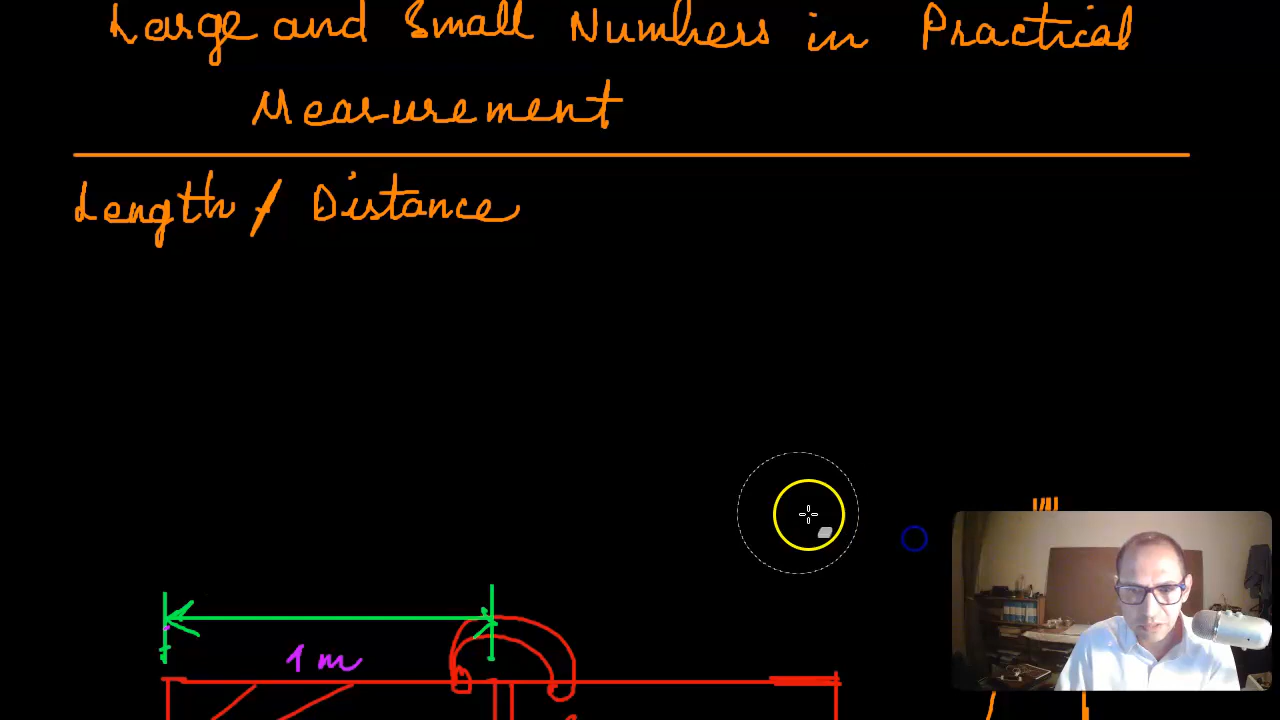 Large and Small Numbers in Practical
Measurement
Length / Distance
1 m